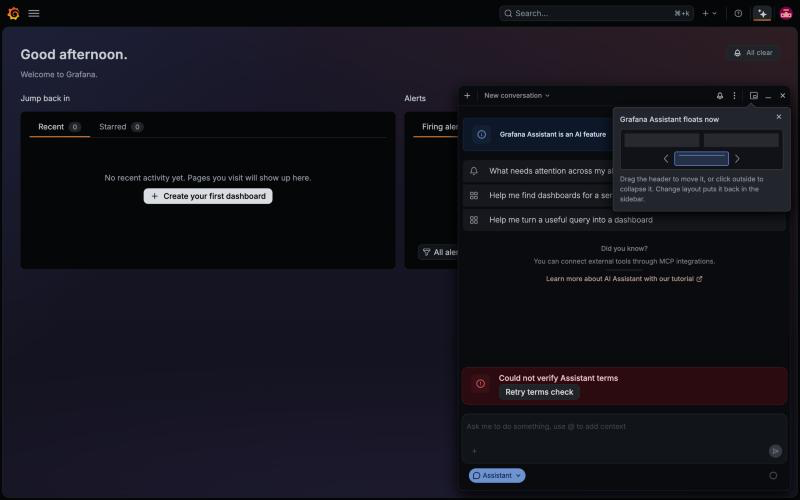 Search...
⌘+k
Good afternoon.
All clear
Welcome to Grafana.
Jump back in
Alerts
Recent 0
Starred 0
Firing aler
No recent activity yet. Pages you visit will show up here.
Create your first dashboard
All aler
New conversation
Grafana Assistant floats now
Drag the header to move it, or click outside to
collapse it. Change layout puts it back in the
sidebar.
Grafana Assistant is an AI feature
What needs attention across my al
Help me find dashboards for a ser
Help me turn a useful query into a dashboard
Did you know?
You can connect external tools through MCP integrations.
Learn more about AI Assistant with our tutorial
Could not verify Assistant terms
Retry terms check
Ask me to do something, use @ to add context
Assistant